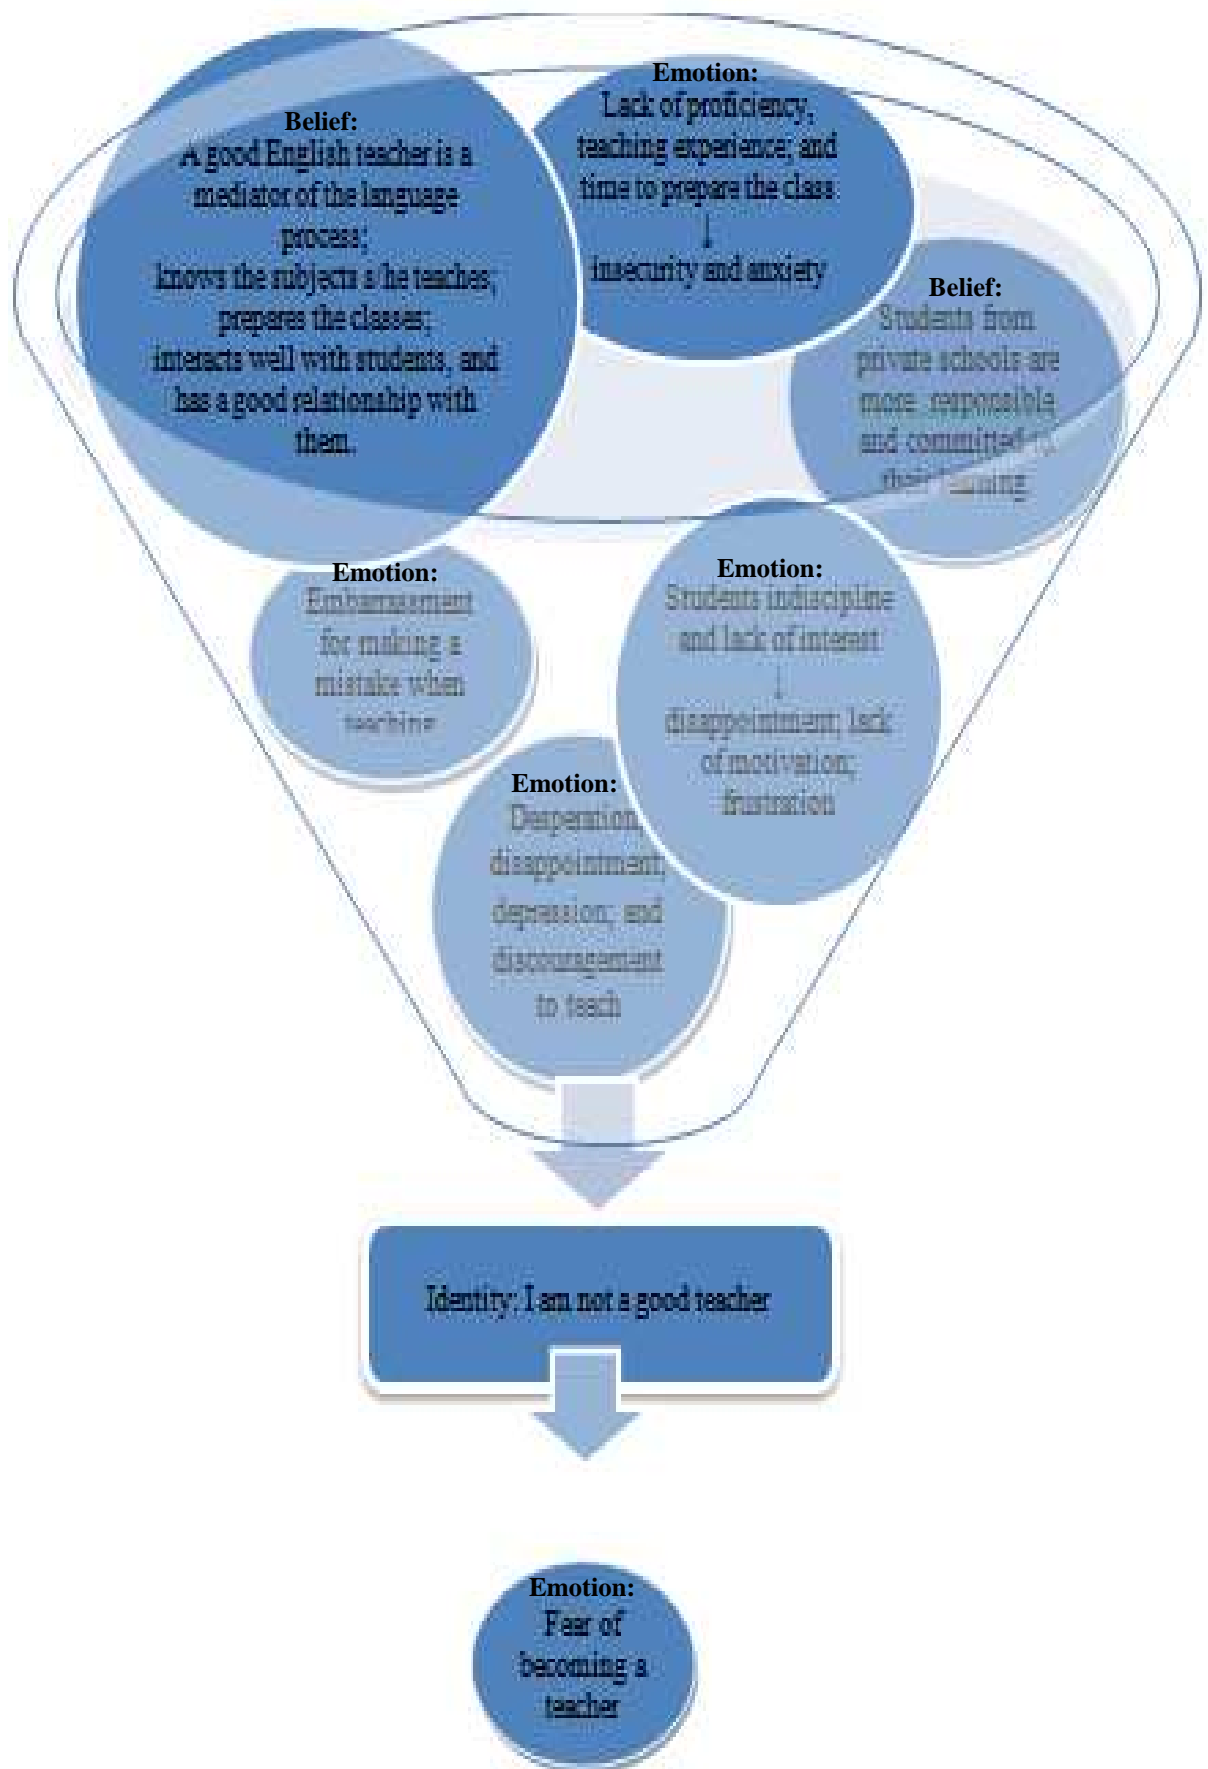 Belief:
A good English teacher is a
mediator of the language
process;
knows the subjects s/he teaches;
prepares the classes;
interacts well with students, and
has a good relationship with
them.
Emotion:
Lack of proficiency,
teaching experience; and
time to prepare the class
↓
insecurity and anxiety
Belief:
Students from
private schools are
more responsible
and committed to
their learning
Emotion:
Embarrassment
for making a
mistake when
teaching
Emotion:
Students indiscipline
and lack of interest
↓
disappointment; lack
of motivation;
frustration
Emotion:
Desperation,
disappointment;
depression; and
discouragement
to teach
Identity: I am not a good teacher
Emotion:
Fear of
becoming a
teacher